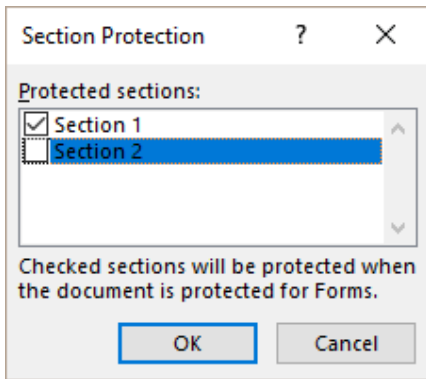 Section Protection ? ×
Protected sections:
Section 1
Section 2
Checked sections will be protected when
the document is protected for Forms.
OK Cancel